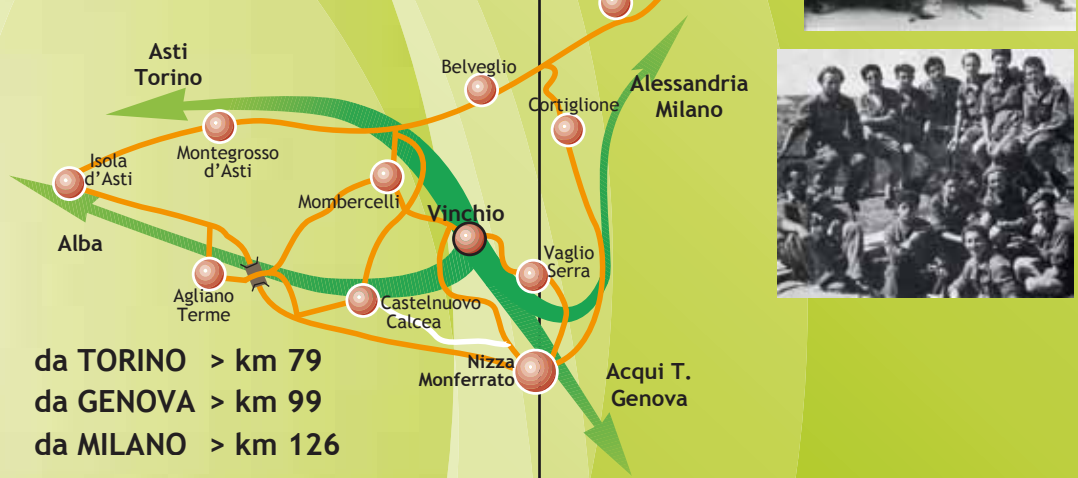 Asti
Torino
Belveglio
Alessandria
Milano
Cortiglione
Montegrosso
d'Asti
Isola
d'Asti
Mombercelli
Vinchio
Alba
Vaglio
Serra
Agliano
Terme
Castelnuovo
Calcea
Nizza
Monferrato
Acqui T.
Genova
da TORINO > km 79
da GENOVA > km 99
da MILANO > km 126